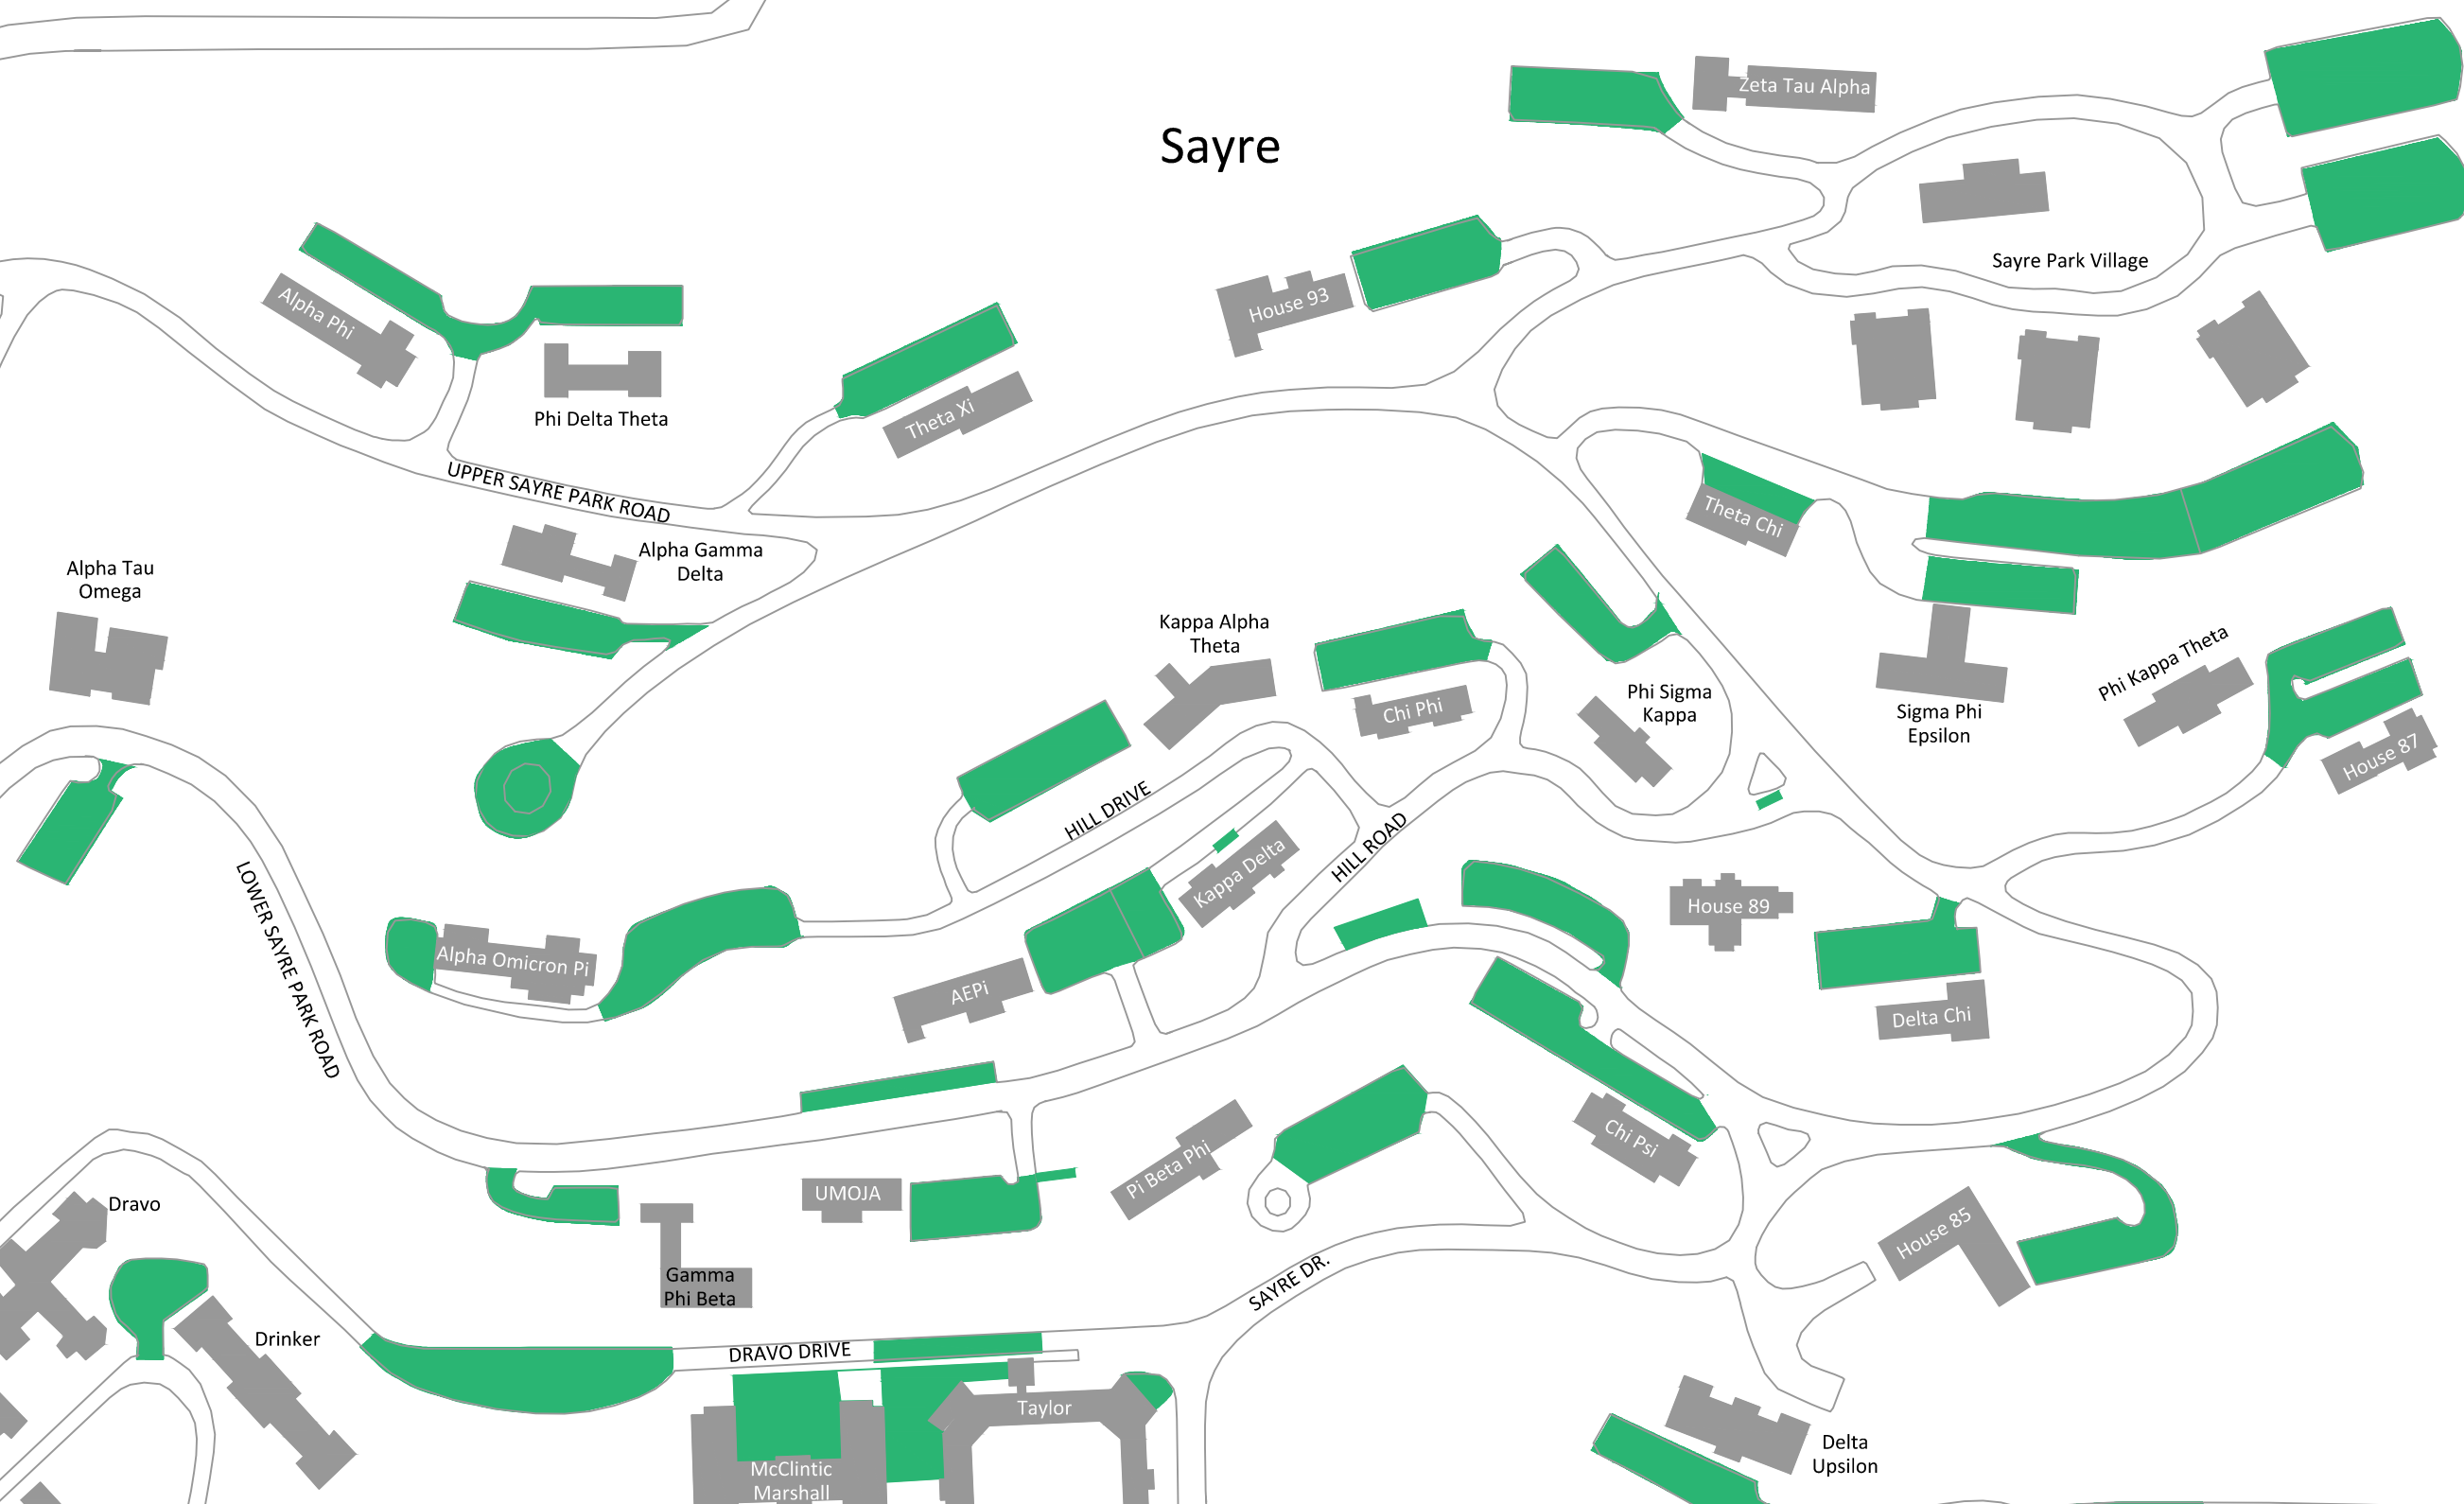 Zeta Tau Alpha
Sayre
Sayre Park Village
House 93
Alpha Phi
Phi Delta Theta
Theta Xi
UPPER SAYRE PARK ROAD
Theta Chi
Alpha Gamma
Delta
Alpha Tau
Omega
Kappa Alpha
Theta
Phi Sigma
Kappa
Chi Phi
Sigma Phi
Epsilon
Phi Kappa Theta
House 87
HILL DRIVE
HILL ROAD
Kappa Delta
House 89
LOWER SAYRE PARK ROAD
Alpha Omicron Pi
AEPi
Delta Chi
Chi Psi
Pi Beta Phi
UMOJA
Dravo
House 85
Gamma
Phi Beta
SAYRE DR.
Drinker
DRAVO DRIVE
Taylor
McClintic
Marshall
Delta
Upsilon